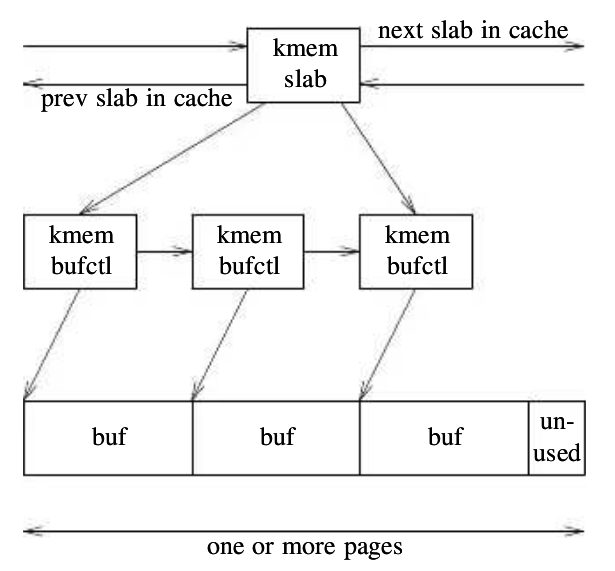 next slab in cache
kmem
slab
prev slab in cache
kmem
bufctl
kmem
bufctl
kmem
bufctl
buf
buf
buf
un-
used
one or more pages